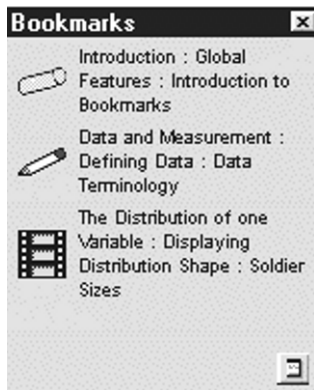 Bookmarks
Introduction : Global
Features : Introduction to
Bookmarks
Data and Measurement :
Defining Data : Data
Terminology
The Distribution of one
Variable : Displaying
Distribution Shape : Soldier
Sizes